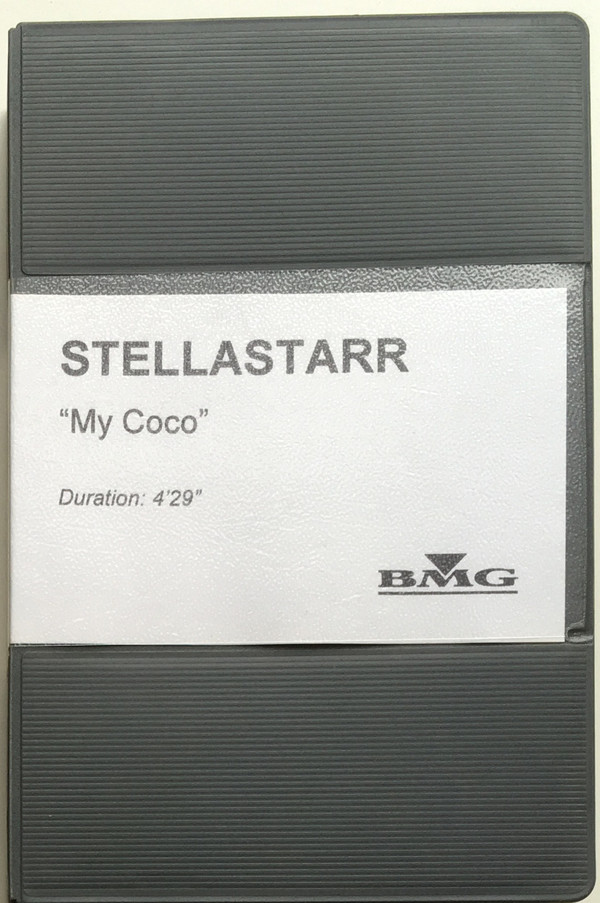 STELLASTARR
“My Coco”
Duration: 4’29”
BMG